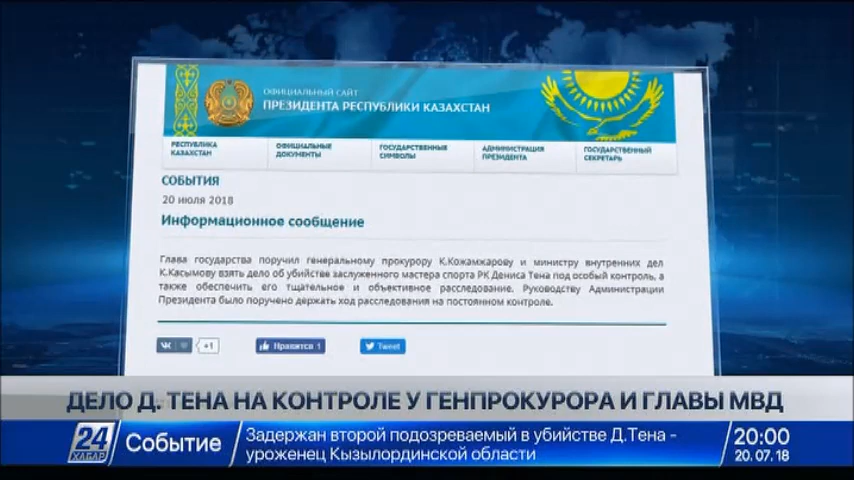 ОФИЦИАЛЬНЫЙ САЙТ
ПРЕЗИДЕНТА РЕСПУБЛИКИ КАЗАХСТАН
РЕСПУБЛИКА КАЗАХСТАН
ОФИЦИАЛЬНЫЕ ДОКУМЕНТЫ
ГОСУДАРСТВЕННЫЕ СИМВОЛЫ
АДМИНИСТРАЦИЯ ПРЕЗИДЕНТА
ГОСУДАРСТВЕННЫЙ СЕКРЕТАРЬ
СОБЫТИЯ
20 июля 2018
Информационное сообщение
Глава государства поручил генеральному прокурору К.Кожамжарову и министру внутренних дел
К.Касымову взять дело об убийстве заслуженного мастера спорта РК Дениса Тена под особый контроль, а
также обеспечить его тщательное и объективное расследование. Руководству Администрации
Президента было поручено держать ход расследования на постоянном контроле.
+1
Нравится 1
Tweet
ДЕЛО Д. ТЕНА НА КОНТРОЛЕ У ГЕНПРОКУРОРА И ГЛАВЫ МВД
24
ХАБАР
Событие
Задержан второй подозреваемый в убийстве Д.Тена -
уроженец Кызылординской области
20:00
20.07.18